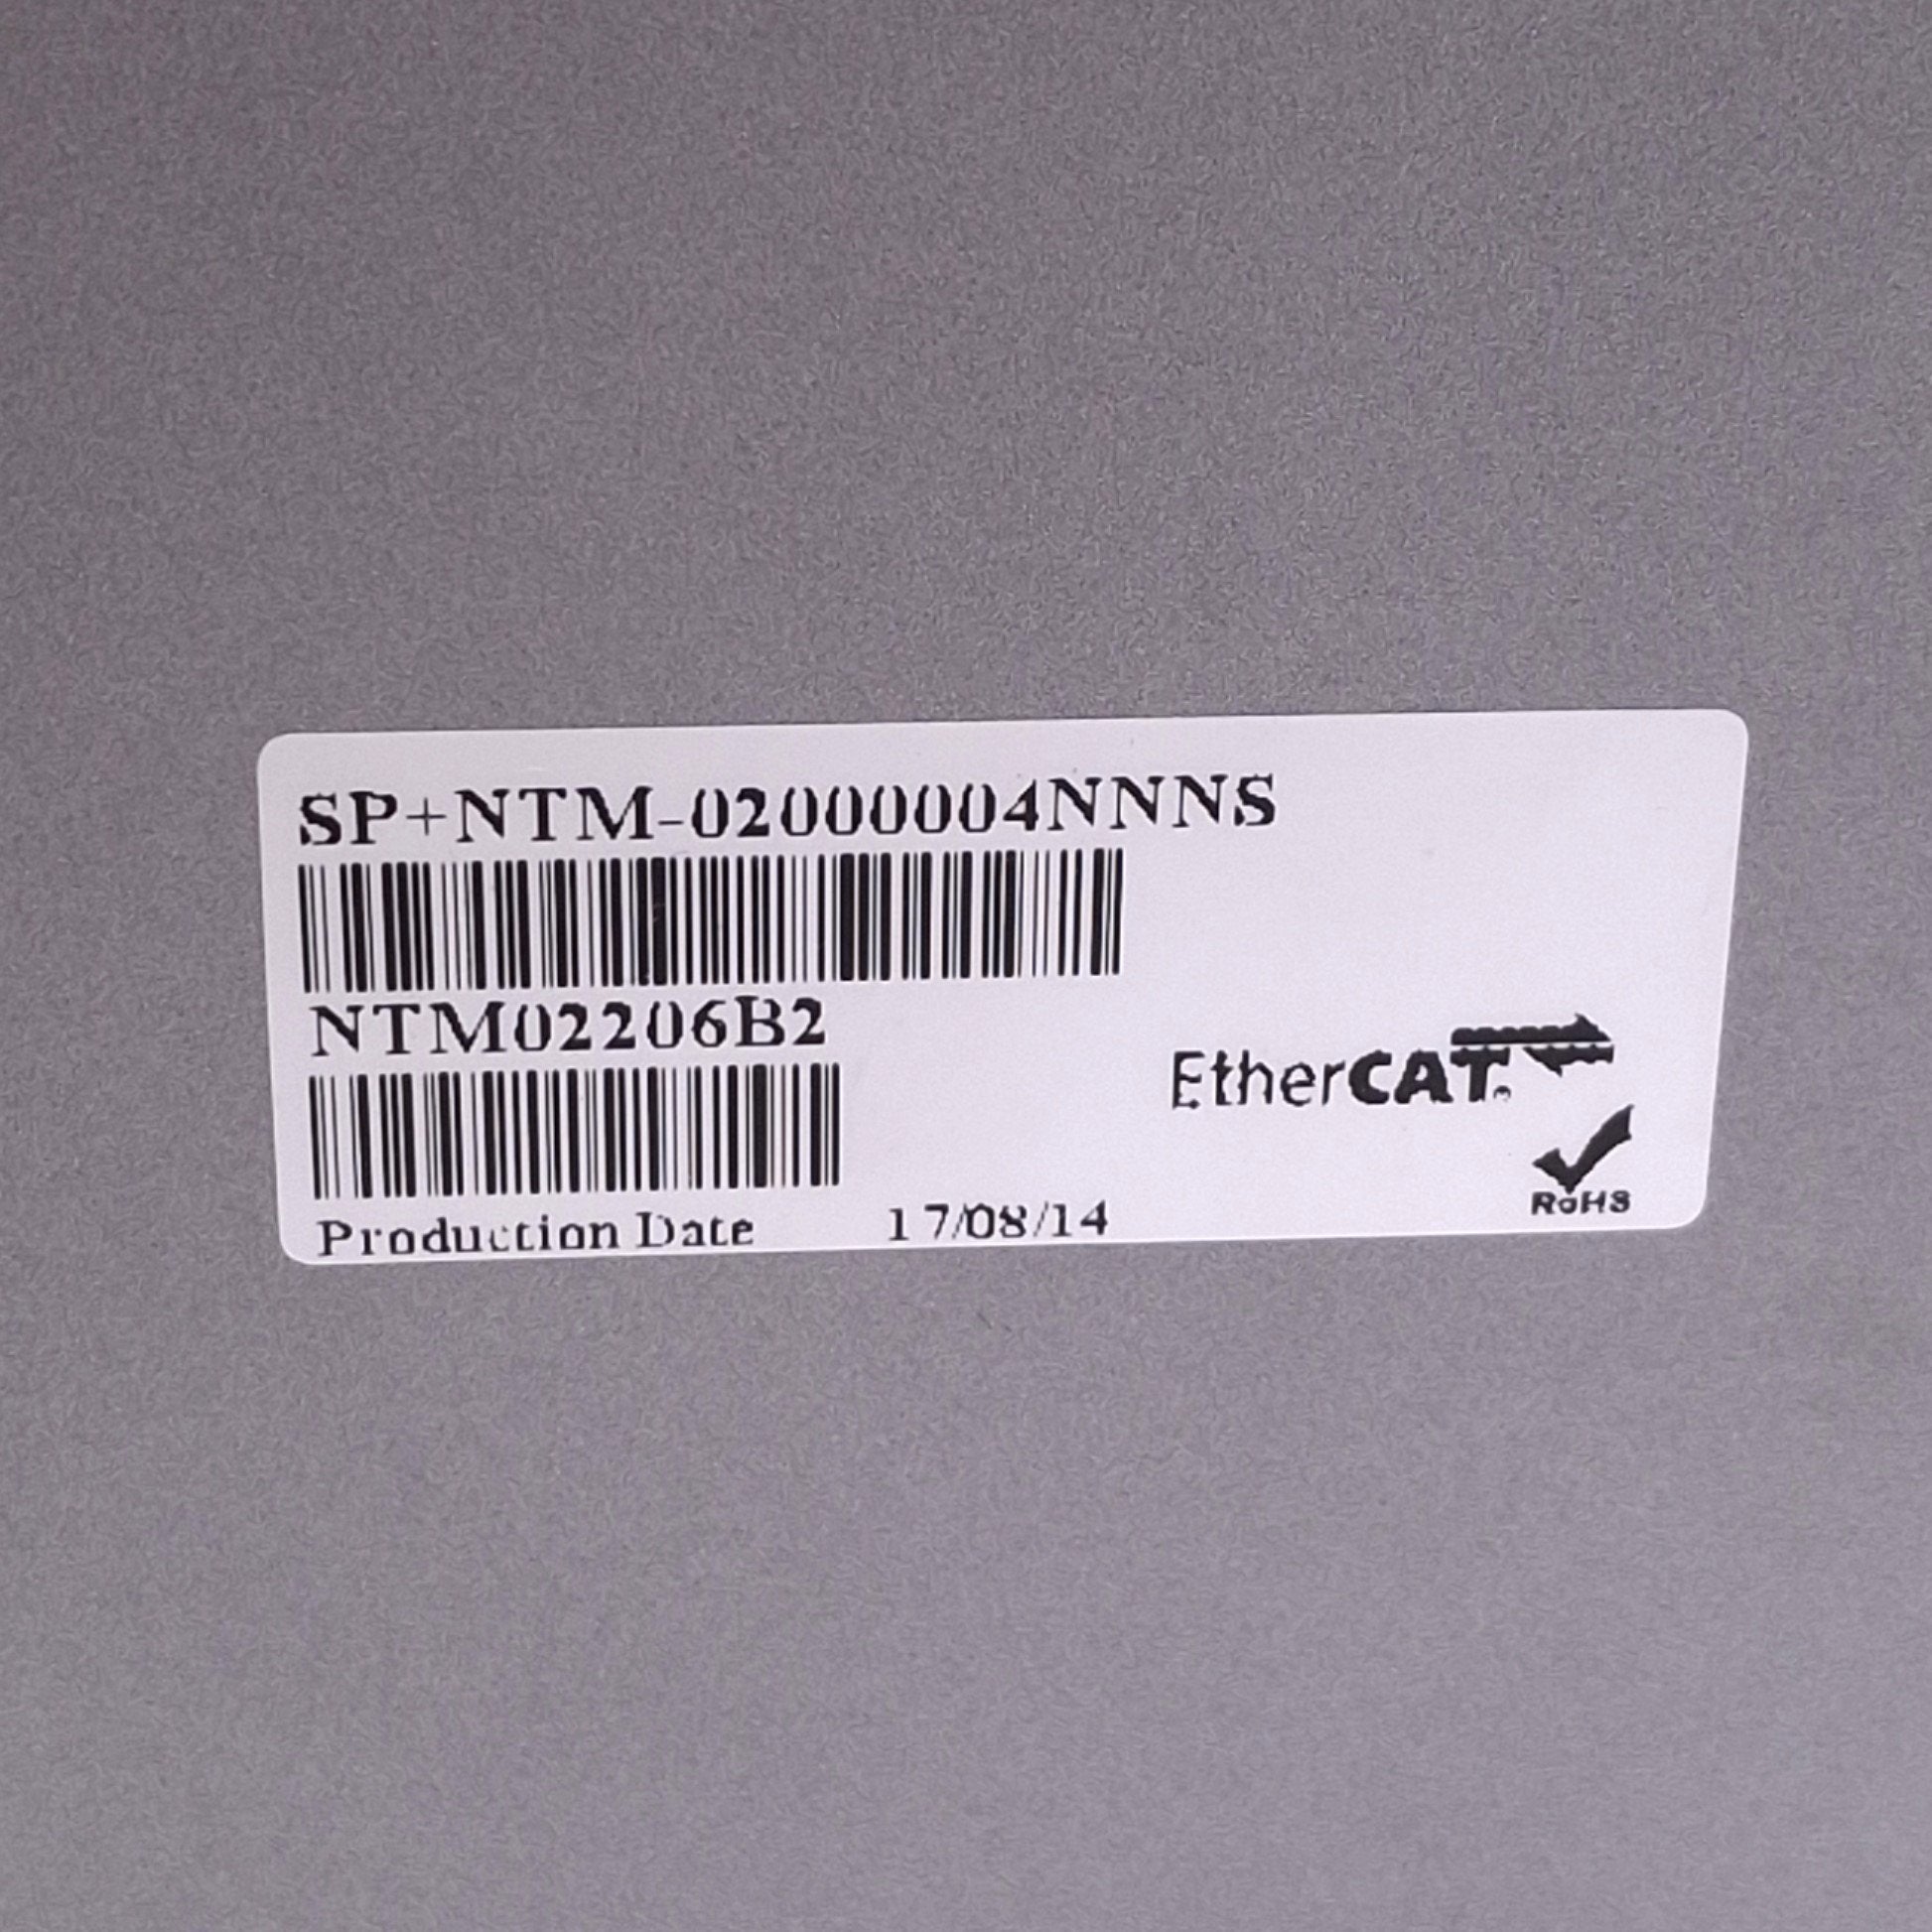 SP+NTM-02000004NNNS
NTM02206B2
EtherCAT
RoHS
Production Date 17/08/14